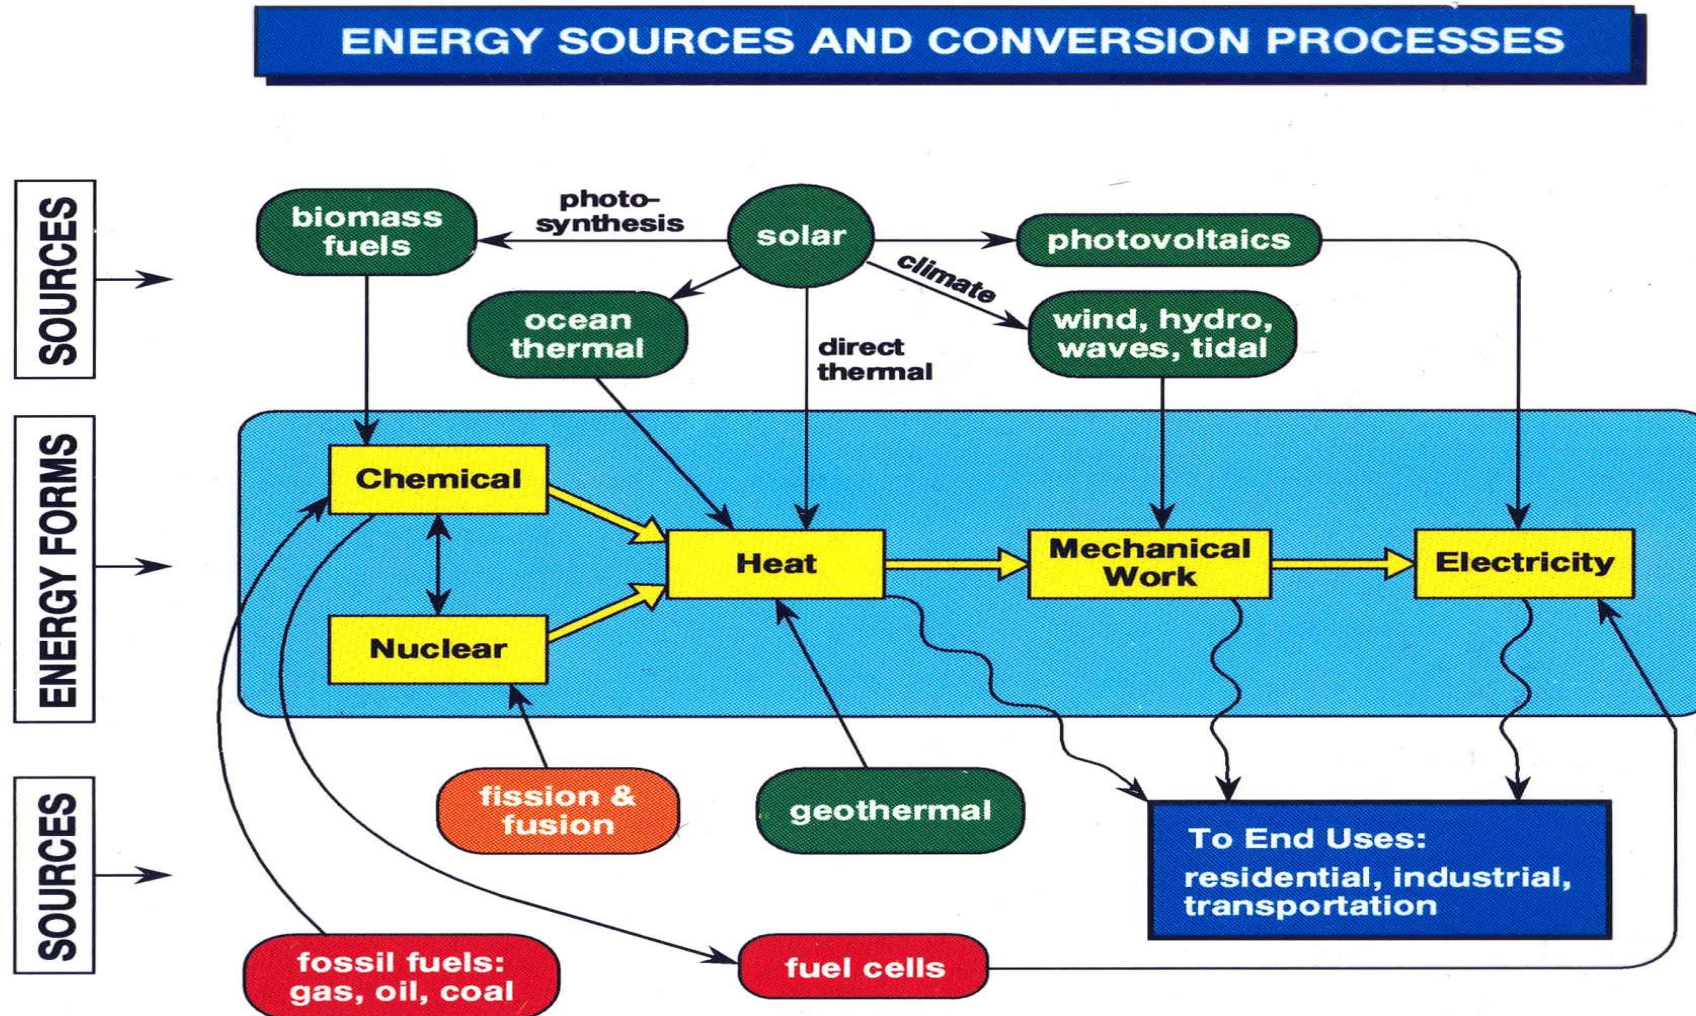 ENERGY SOURCES AND CONVERSION PROCESSES
SOURCES
biomass
fuels
photo-
synthesis
solar
photovoltaics
climate
ocean
thermal
direct
thermal
wind, hydro,
waves, tidal
ENERGY FORMS
Chemical
Heat
Mechanical
Work
Electricity
Nuclear
SOURCES
fission &
fusion
geothermal
To End Uses:
residential, industrial,
transportation
fossil fuels:
gas, oil, coal
fuel cells